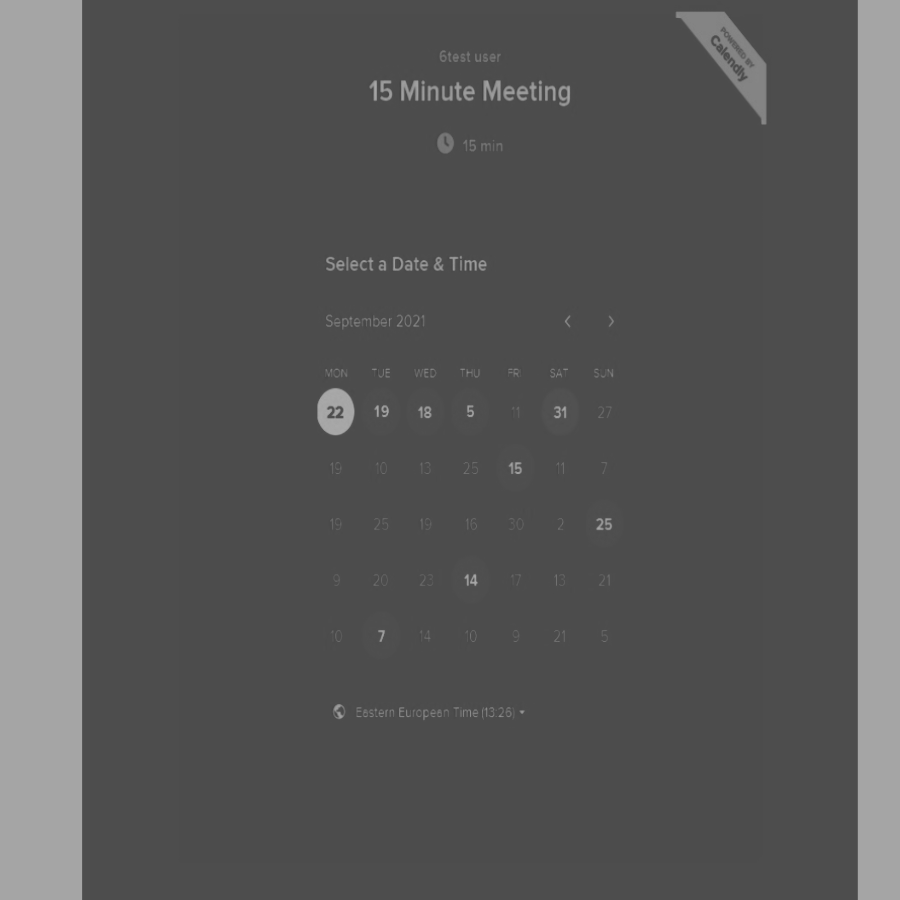 POWERED BY
Calendly
6test user
15 Minute Meeting
15 min
Select a Date & Time
September 2021
MON TUE WED THU FRI SAT SUN
22 19 18 5 11 31 27
19 10 13 25 15 11 7
19 25 19 16 30 2 25
9 20 23 14 17 13 21
10 7 14 10 9 21 5
Eastern European Time (13:26)